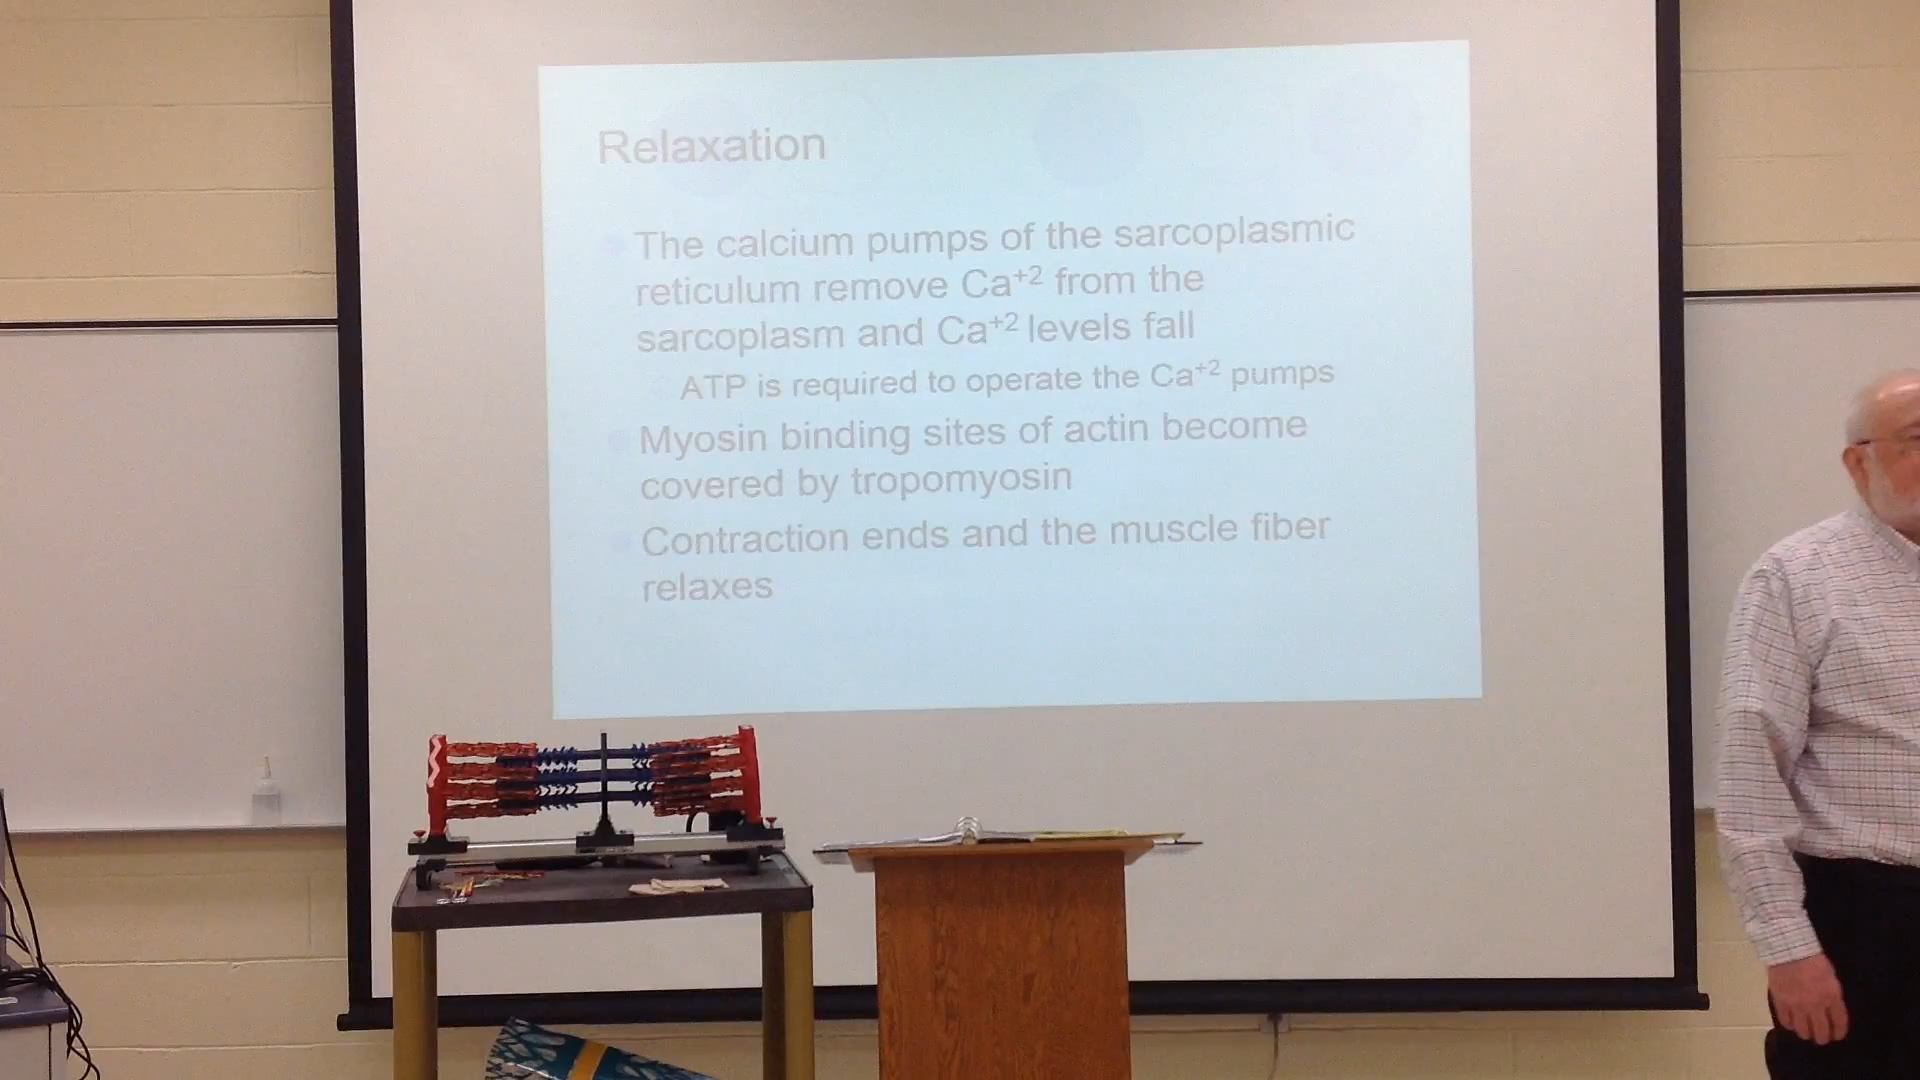 Relaxation
The calcium pumps of the sarcoplasmic
reticulum remove Ca⁺² from the
sarcoplasm and Ca⁺² levels fall
ATP is required to operate the Ca⁺² pumps
Myosin binding sites of actin become
covered by tropomyosin
Contraction ends and the muscle fiber
relaxes